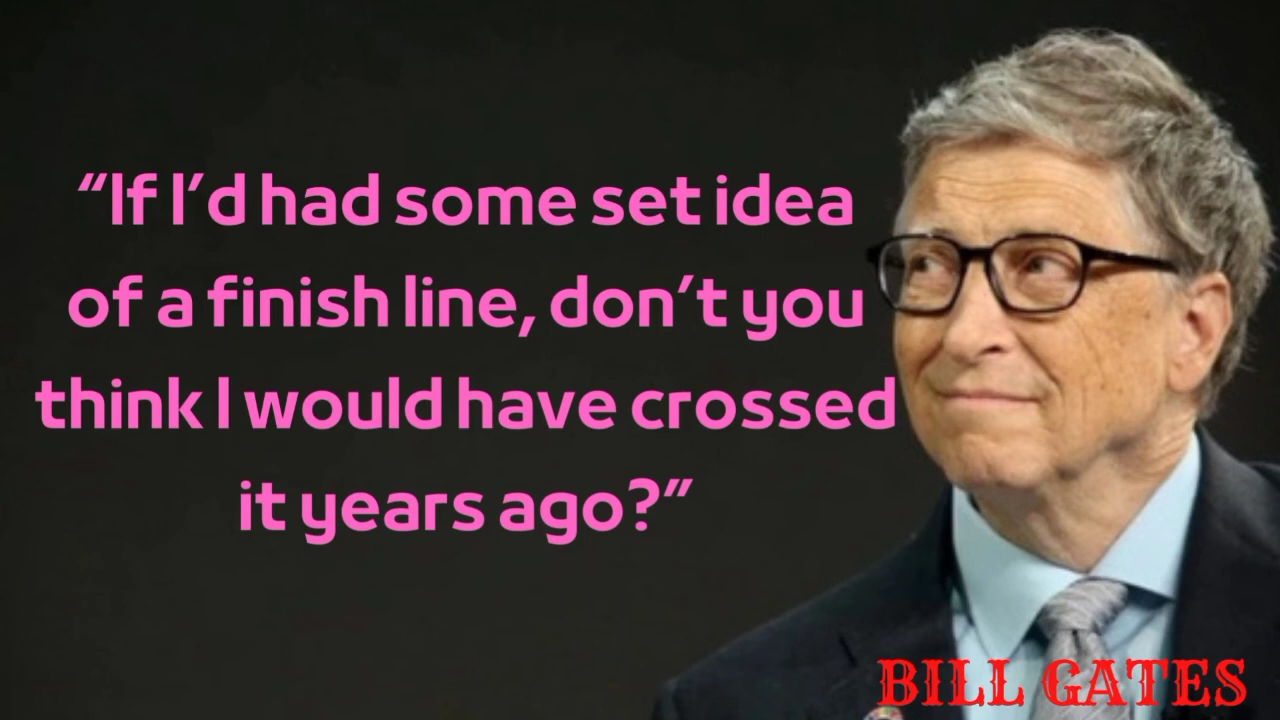 “If I’d had some set idea
of a finish line, don’t you
think I would have crossed
it years ago?”
BILL GATES